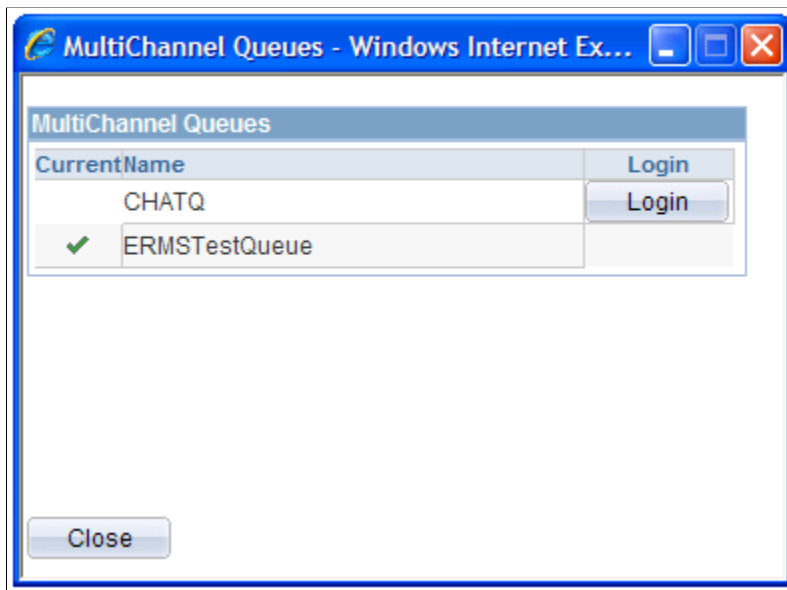 MultiChannel Queues - Windows Internet Ex...
MultiChannel Queues
Current Name Login
CHATQ Login
ERMSTestQueue
Close